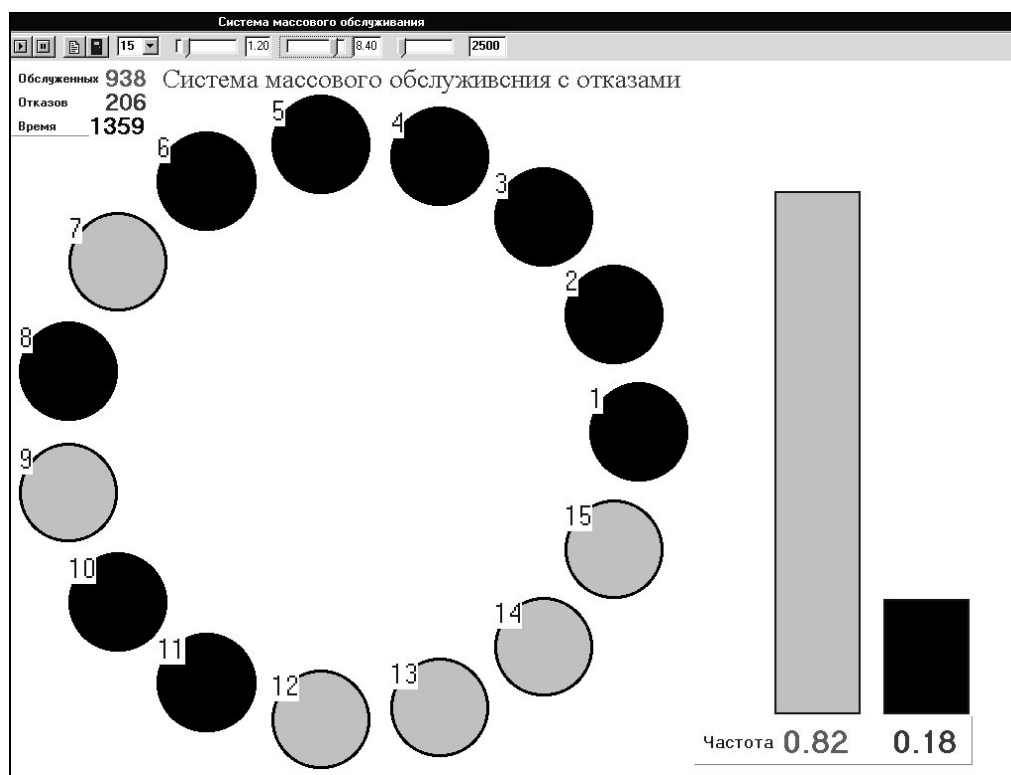 Система массового обслуживания
15 1.20 8.40 2500
Обслуженных 938
Отказов 206
Время 1359
Система массового обслуживсния с отказами
5
4
6
3
7
2
8
1
9
15
10
14
11
13
12
Частота 0.82 0.18